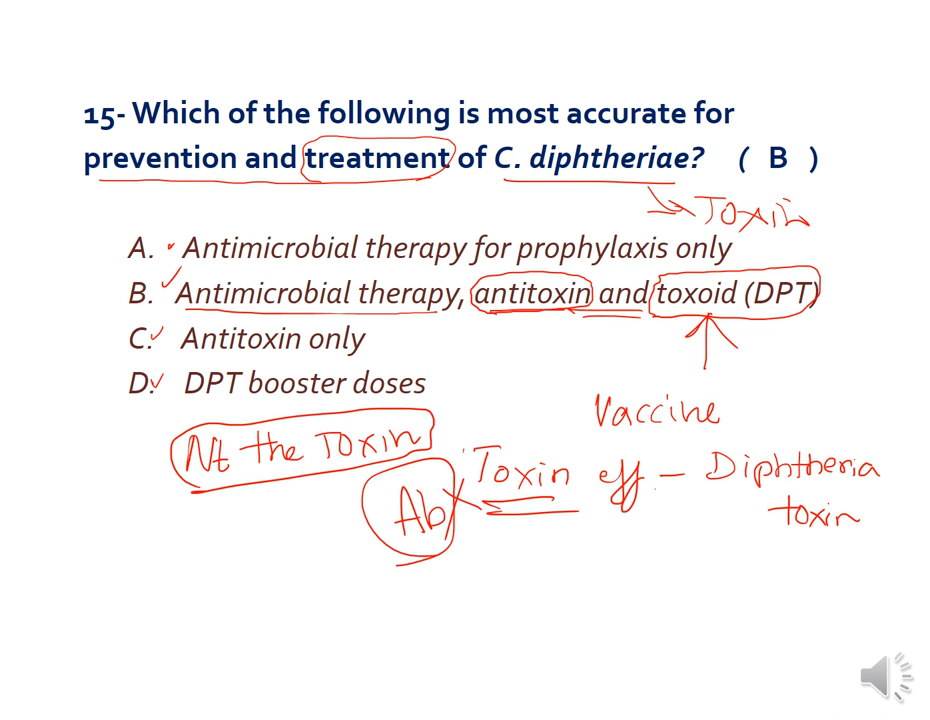 15- Which of the following is most accurate for
prevention and treatment of C. diphtheriae? ( B )
Toxin
A. Antimicrobial therapy for prophylaxis only
B. Antimicrobial therapy, antitoxin and toxoid (DPT)
C. Antitoxin only
D. DPT booster doses
Vaccine
Nt the Toxin
Toxin eff - Diphtheria
toxin
Ab